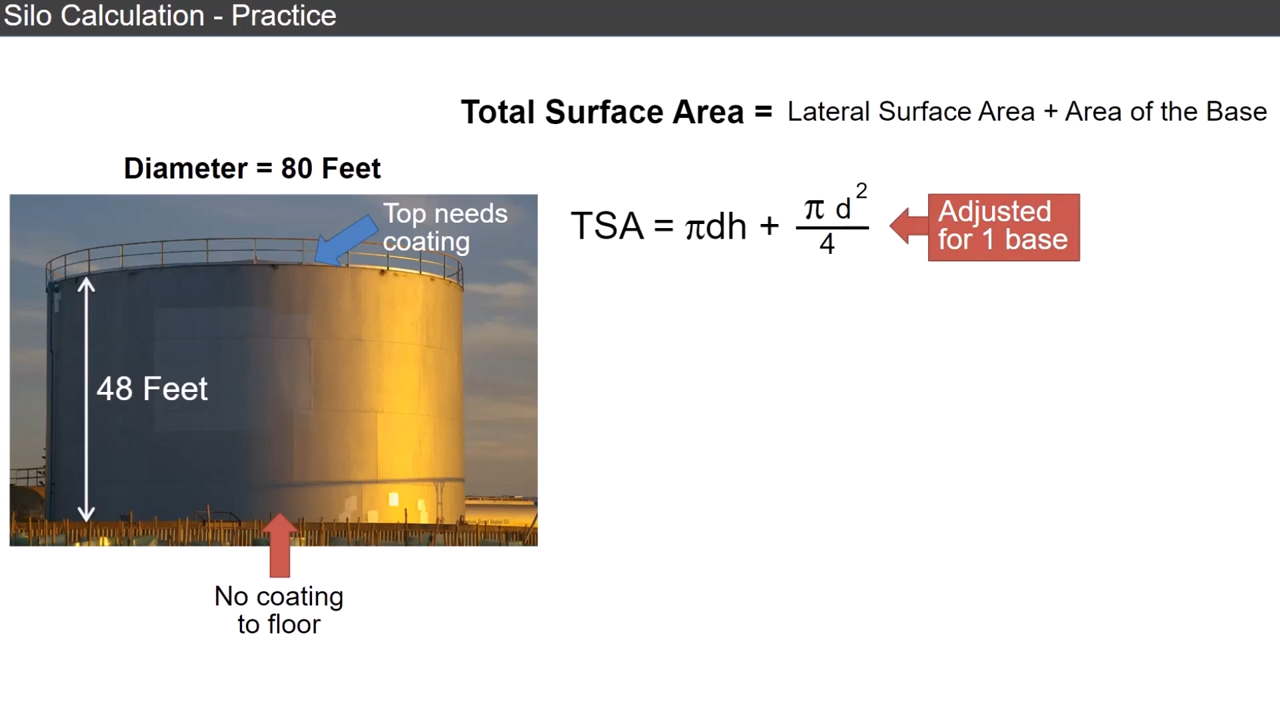 Silo Calculation - Practice
Total Surface Area = Lateral Surface Area + Area of the Base
Diameter = 80 Feet
Top needs
coating
TSA = πdh + π d² / 4
Adjusted
for 1 base
48 Feet
No coating
to floor